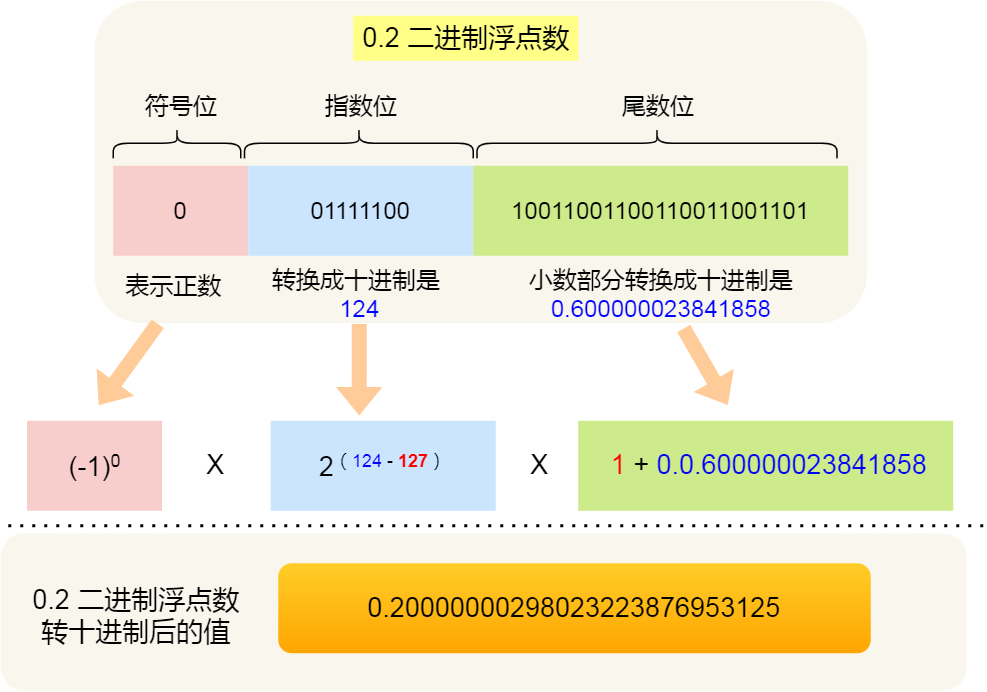 0.2 二进制浮点数
符号位 指数位 尾数位
0 01111100 10011001100110011001101
表示正数 转换成十进制是 小数部分转换成十进制是
124 0.600000023841858
(-1)⁰ X 2（124 - 127） X 1 + 0.0.600000023841858
0.2 二进制浮点数
转十进制后的值
0.20000000298023223876953125